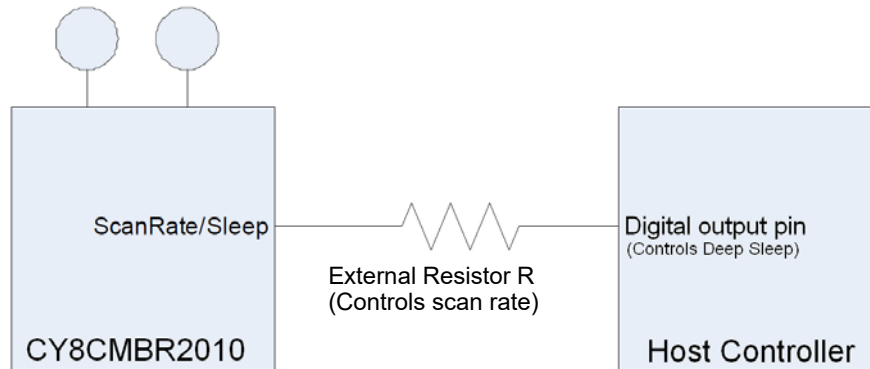 ScanRate/Sleep
External Resistor R
(Controls scan rate)
Digital output pin
(Controls Deep Sleep)
CY8CMBR2010
Host Controller